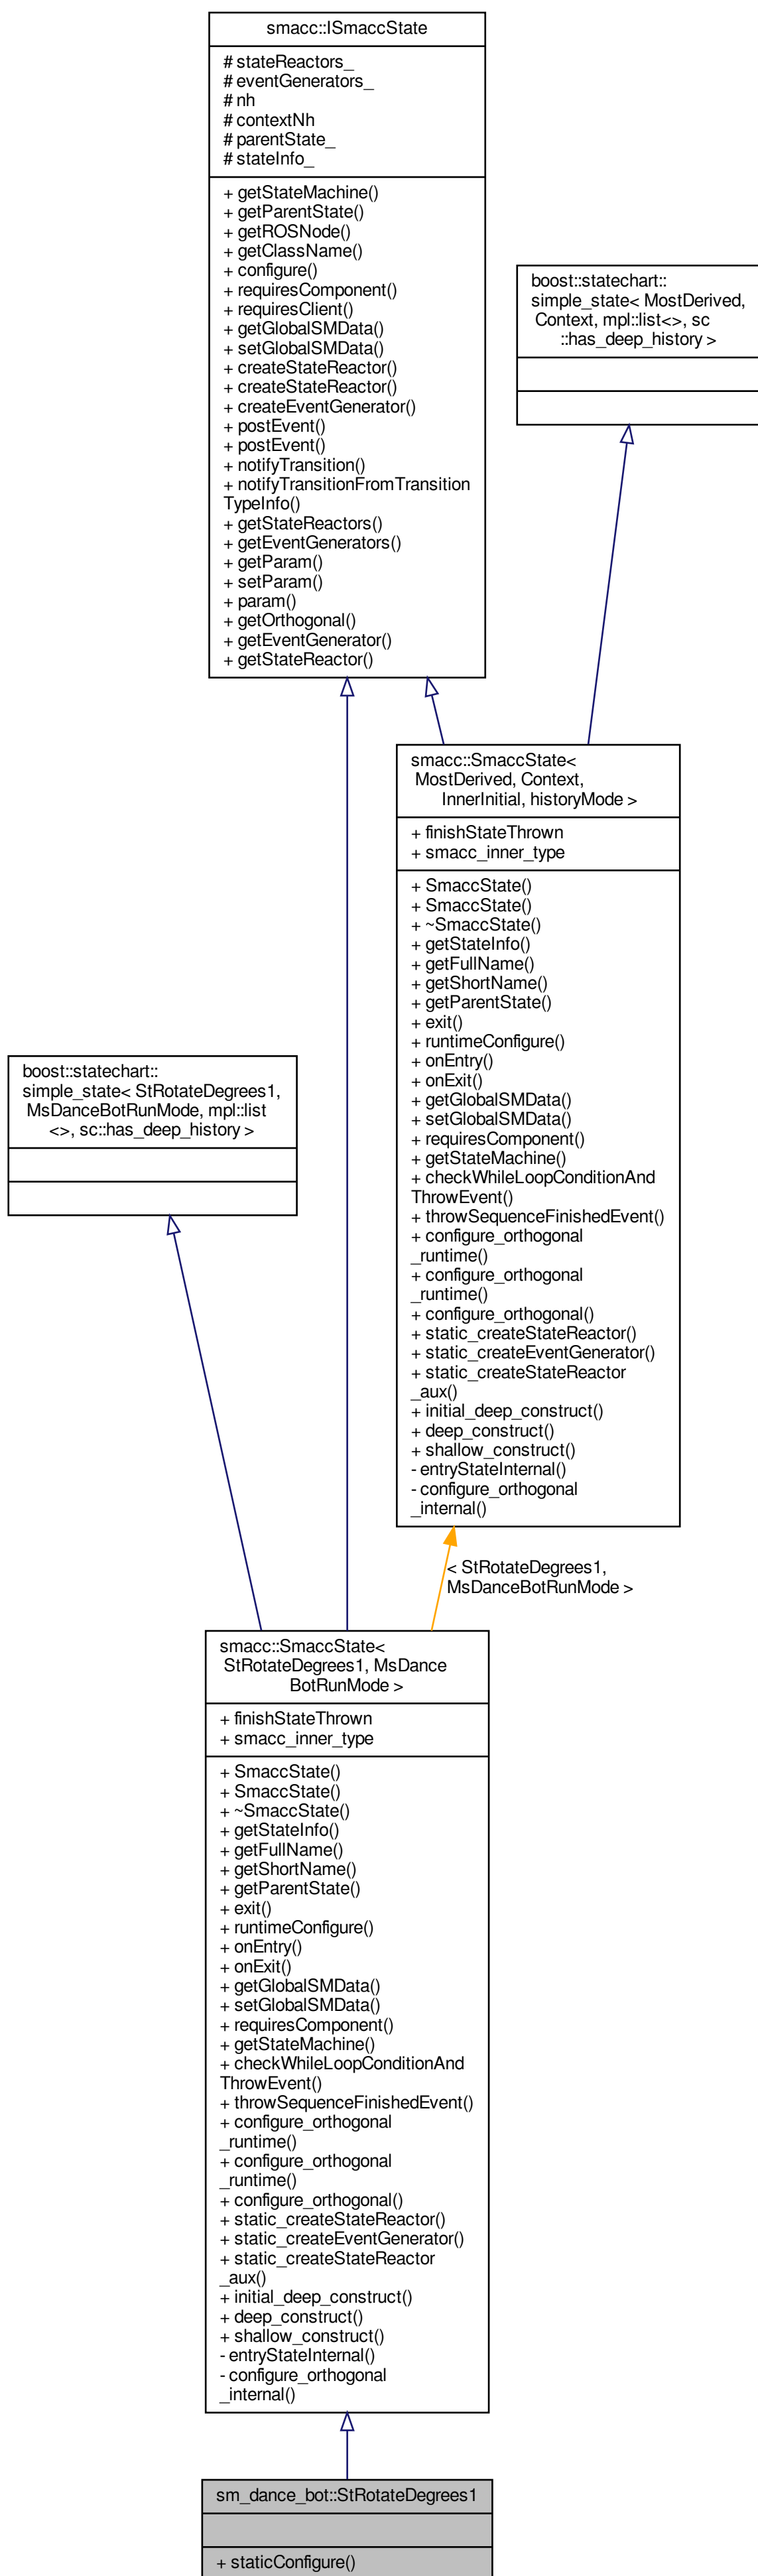 smacc::ISmaccState
# stateReactors_
# eventGenerators_
# nh
# contextNh
# parentState_
# stateInfo_
+ getStateMachine()
+ getParentState()
+ getROSNode()
+ getClassName()
+ configure()
+ requiresComponent()
+ requiresClient()
+ getGlobalSMData()
+ setGlobalSMData()
+ createStateReactor()
+ createStateReactor()
+ createEventGenerator()
+ postEvent()
+ postEvent()
+ notifyTransition()
+ notifyTransitionFromTransition
TypeInfo()
+ getStateReactors()
+ getEventGenerators()
+ getParam()
+ setParam()
+ param()
+ getOrthogonal()
+ getEventGenerator()
+ getStateReactor()
boost::statechart::
simple_state< MostDerived,
Context, mpl::list<>, sc
::has_deep_history >
smacc::SmaccState<
MostDerived, Context,
InnerInitial, historyMode >
+ finishStateThrown
+ smacc_inner_type
+ SmaccState()
+ SmaccState()
+ ~SmaccState()
+ getStateInfo()
+ getFullName()
+ getShortName()
+ getParentState()
+ exit()
+ runtimeConfigure()
+ onEntry()
+ onExit()
+ getGlobalSMData()
+ setGlobalSMData()
+ requiresComponent()
+ getStateMachine()
+ checkWhileLoopConditionAnd
ThrowEvent()
+ throwSequenceFinishedEvent()
+ configure_orthogonal
_runtime()
+ configure_orthogonal
_runtime()
+ configure_orthogonal()
+ static_createStateReactor()
+ static_createEventGenerator()
+ static_createStateReactor
_aux()
+ initial_deep_construct()
+ deep_construct()
+ shallow_construct()
- entryStateInternal()
- configure_orthogonal
_internal()
boost::statechart::
simple_state< StRotateDegrees1,
MsDanceBotRunMode, mpl::list
<>, sc::has_deep_history >
< StRotateDegrees1,
MsDanceBotRunMode >
smacc::SmaccState<
StRotateDegrees1, MsDance
BotRunMode >
+ finishStateThrown
+ smacc_inner_type
+ SmaccState()
+ SmaccState()
+ ~SmaccState()
+ getStateInfo()
+ getFullName()
+ getShortName()
+ getParentState()
+ exit()
+ runtimeConfigure()
+ onEntry()
+ onExit()
+ getGlobalSMData()
+ setGlobalSMData()
+ requiresComponent()
+ getStateMachine()
+ checkWhileLoopConditionAnd
ThrowEvent()
+ throwSequenceFinishedEvent()
+ configure_orthogonal
_runtime()
+ configure_orthogonal
_runtime()
+ configure_orthogonal()
+ static_createStateReactor()
+ static_createEventGenerator()
+ static_createStateReactor
_aux()
+ initial_deep_construct()
+ deep_construct()
+ shallow_construct()
- entryStateInternal()
- configure_orthogonal
_internal()
sm_dance_bot::StRotateDegrees1
+ staticConfigure()